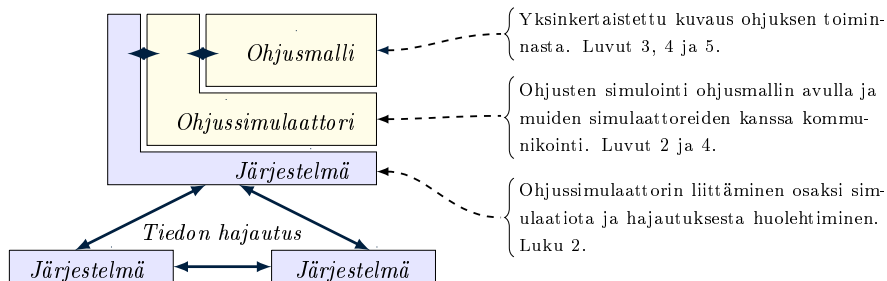 Ohjusmalli
Ohjussimulaattori
Järjestelmä
Tiedon hajautus
Järjestelmä
Järjestelmä
Yksinkertaistettu kuvaus ohjuksen toimin-
nasta. Luvut 3, 4 ja 5.
Ohjusten simulointi ohjusmallin avulla ja
muiden simulaattoreiden kanssa kommu-
nikointi. Luvut 2 ja 4.
Ohjussimulaattorin liittäminen osaksi sim-
ulaatiota ja hajautuksesta huolehtiminen.
Luku 2.